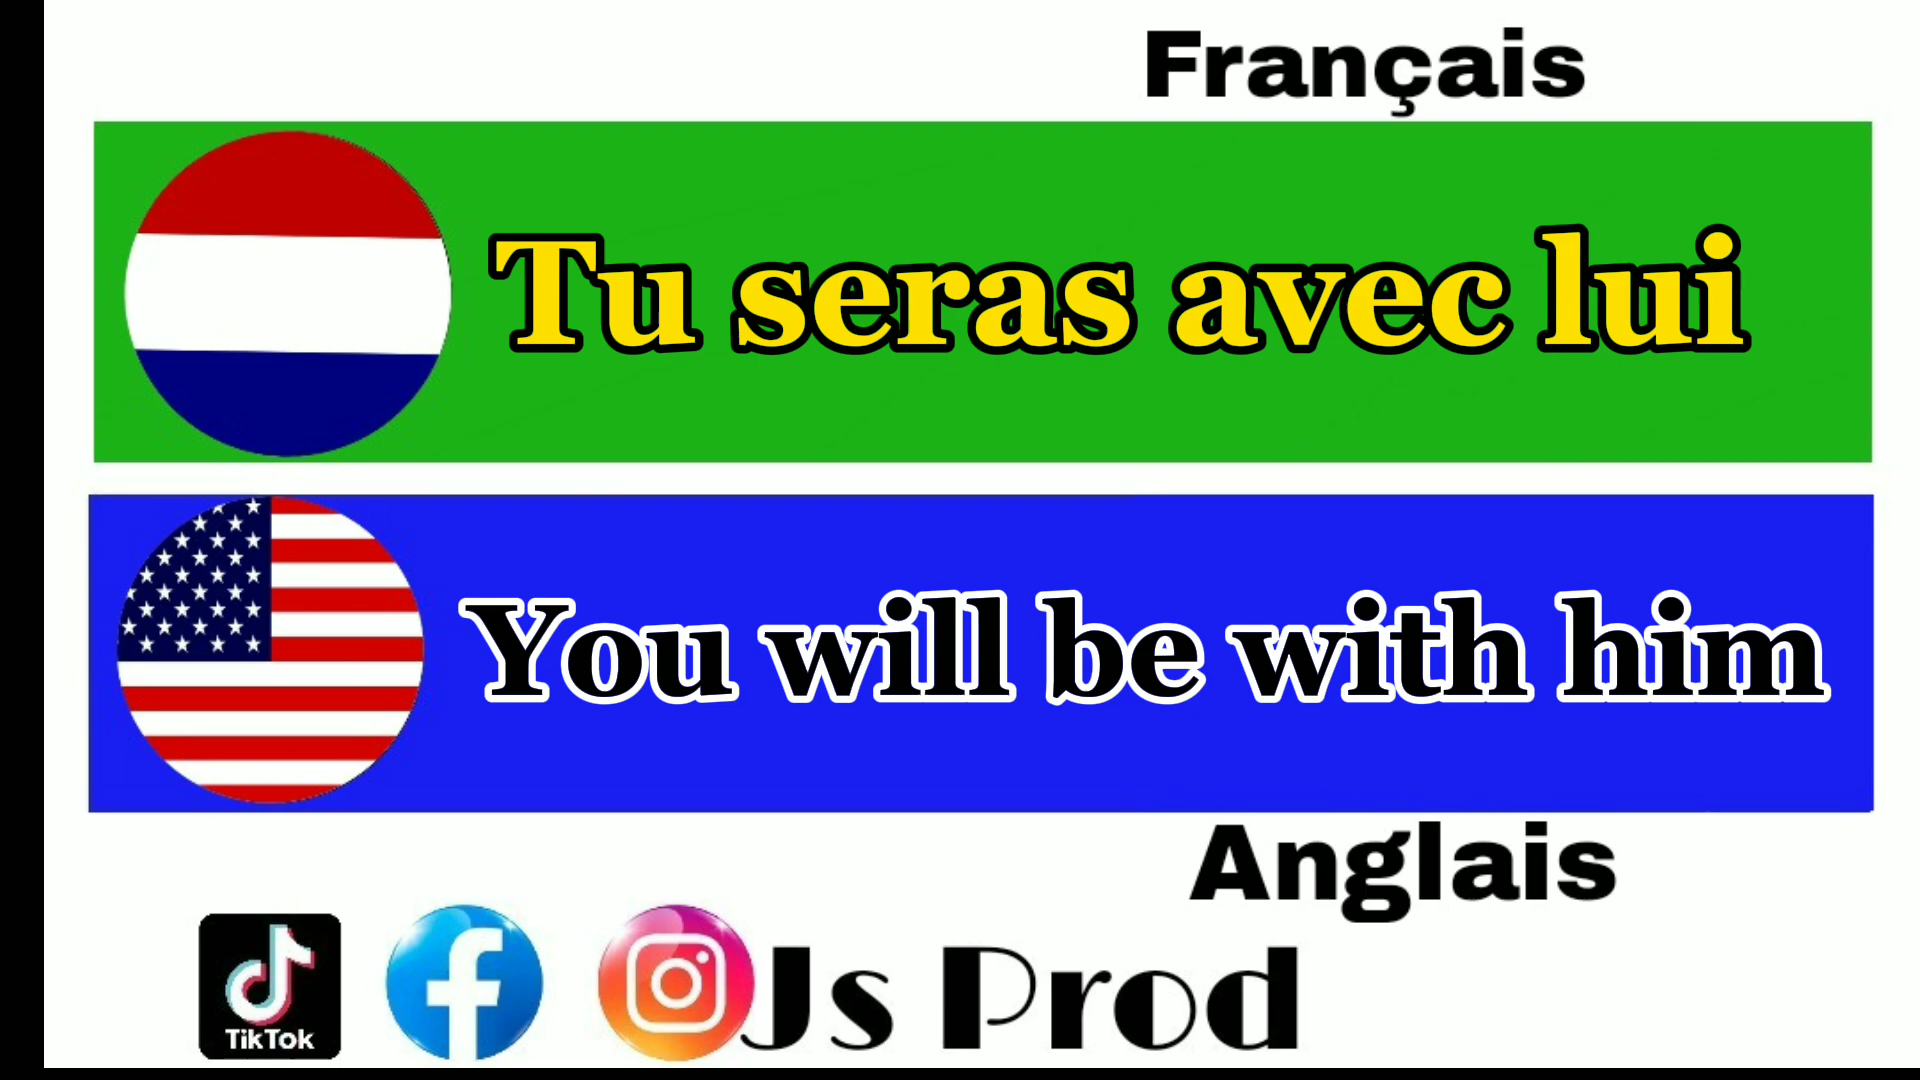 Français
Tu seras avec lui
You will be with him
Anglais
TikTok
Js Prod